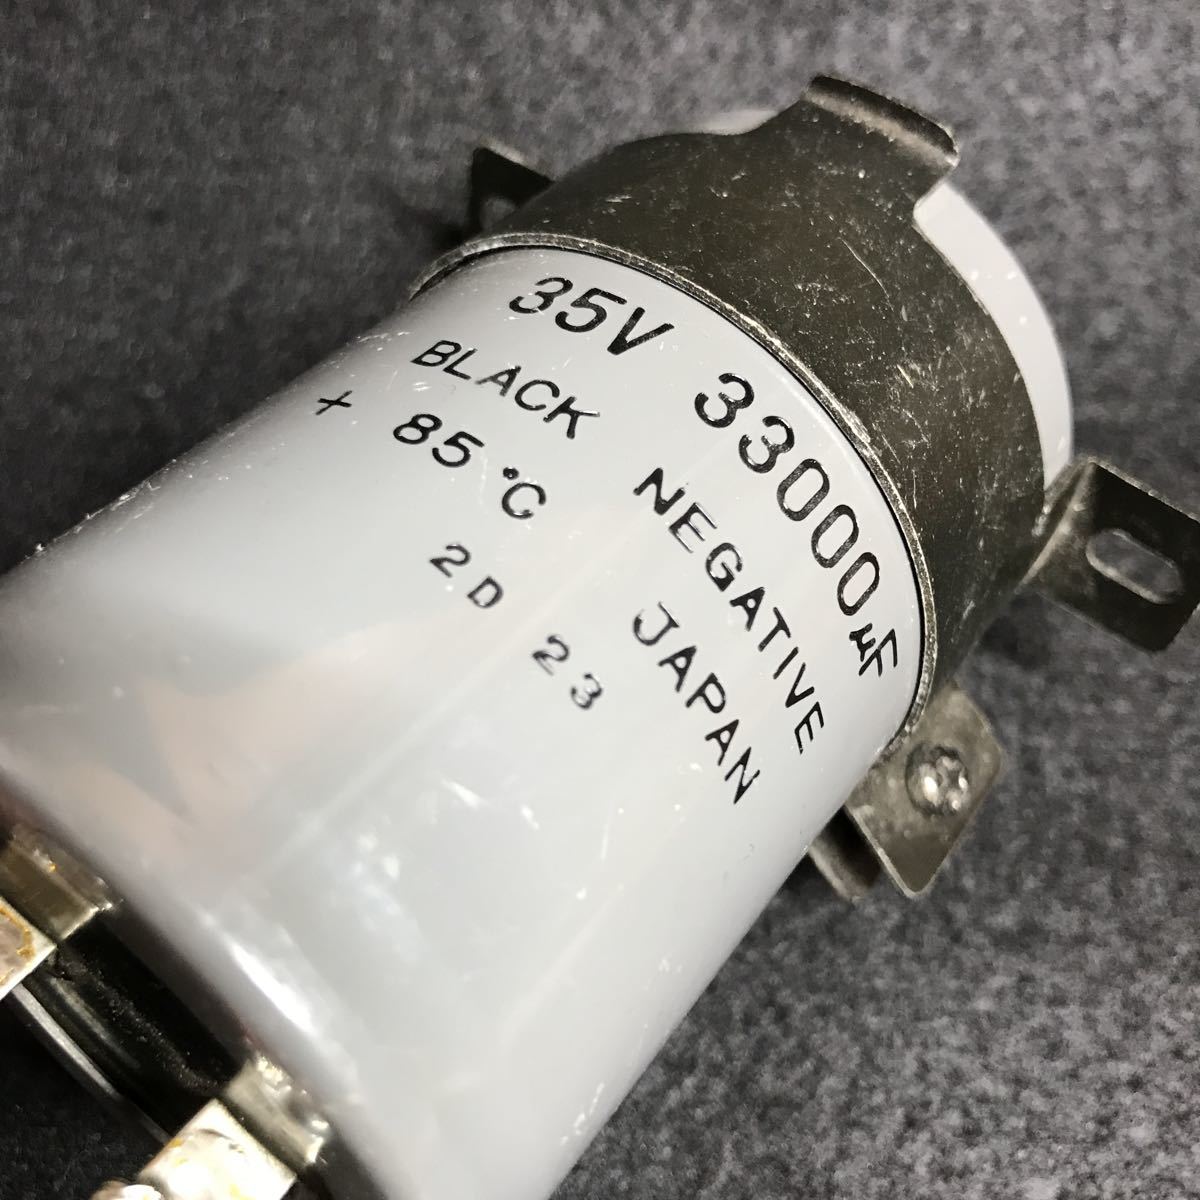 35V 33000μF
BLACK NEGATIVE
+ 85°C JAPAN
2D 23